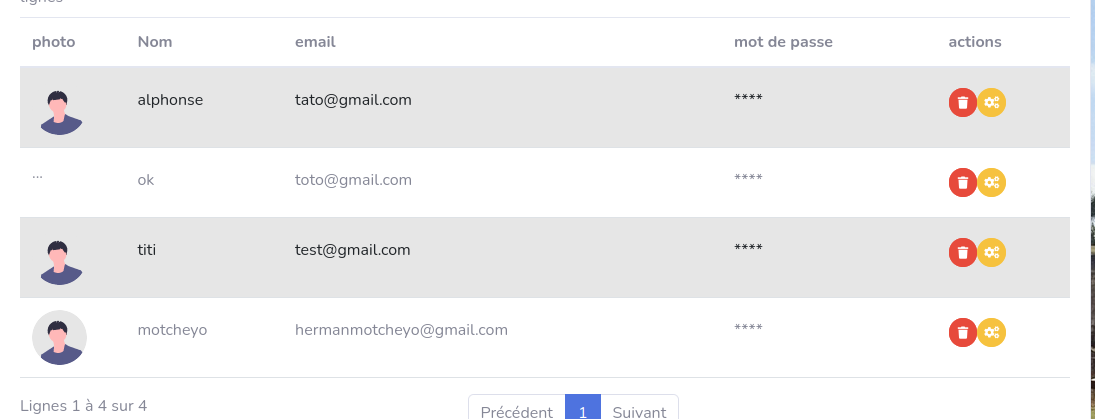 lignes
photo Nom email mot de passe actions
alphonse tato@gmail.com ****
... ok toto@gmail.com ****
titi test@gmail.com ****
motcheyo hermanmotcheyo@gmail.com ****
Lignes 1 à 4 sur 4
Précédent 1 Suivant